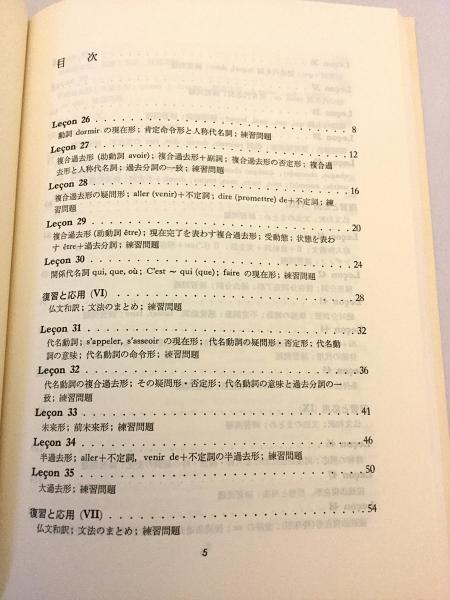 目 次
Leçon 26 . . . . . . . . . . 8
動詞 dormir の現在形; 肯定命令形と人称代名詞; 練習問題
Leçon 27 . . . . . . . . . . 12
複合過去形 (助動詞 avoir); 複合過去形+副詞; 複合過去形の否定形; 複合過
去形と人称代名詞; 過去分詞の一致; 練習問題
Leçon 28 . . . . . . . . . . 16
複合過去形の疑問形; aller (venir)+不定詞; dire (promettre) de+不定詞; 練
習問題
Leçon 29 . . . . . . . . . . 20
複合過去形 (助動詞 être); 現在完了を表わす複合過去形; 受動態; 状態を表わ
す être+過去分詞; 練習問題
Leçon 30 . . . . . . . . . . 24
関係代名詞 qui, que, où; C'est ~ qui (que); faire の現在形; 練習問題
復習と応用 (VI) . . . . . . . . . . 28
仏文和訳; 文法のまとめ; 練習問題
Leçon 31 . . . . . . . . . . 32
代名動詞; s'appeler, s'asseoir の現在形; 代名動詞の疑問形・否定形; 代名動
詞の意味; 代名動詞の命令形; 練習問題
Leçon 32 . . . . . . . . . . 36
代名動詞の複合過去形; その疑問形・否定形; 代名動詞の意味と過去分詞の一
致; 練習問題
Leçon 33 . . . . . . . . . . 41
未来形; 前未来形; 練習問題
Leçon 34 . . . . . . . . . . 46
半過去形; aller+不定詞, venir de+不定詞の半過去形; 練習問題
Leçon 35 . . . . . . . . . . 50
大過去形; 練習問題
復習と応用 (VII) . . . . . . . . . . 54
仏文和訳; 文法のまとめ; 練習問題
5